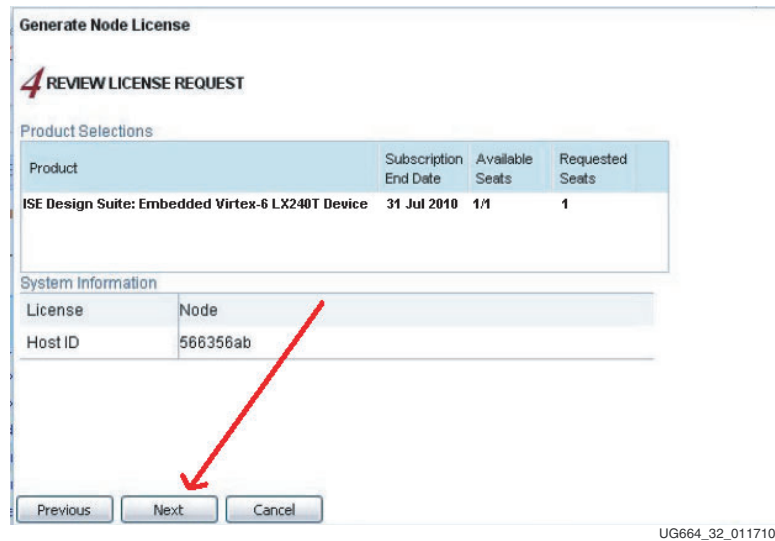 Generate Node License
4 REVIEW LICENSE REQUEST
Product Selections
Product Subscription End Date Available Seats Requested Seats
ISE Design Suite: Embedded Virtex-6 LX240T Device 31 Jul 2010 1/1 1
System Information
License Node
Host ID 566356ab
Previous Next Cancel
UG664_32_011710